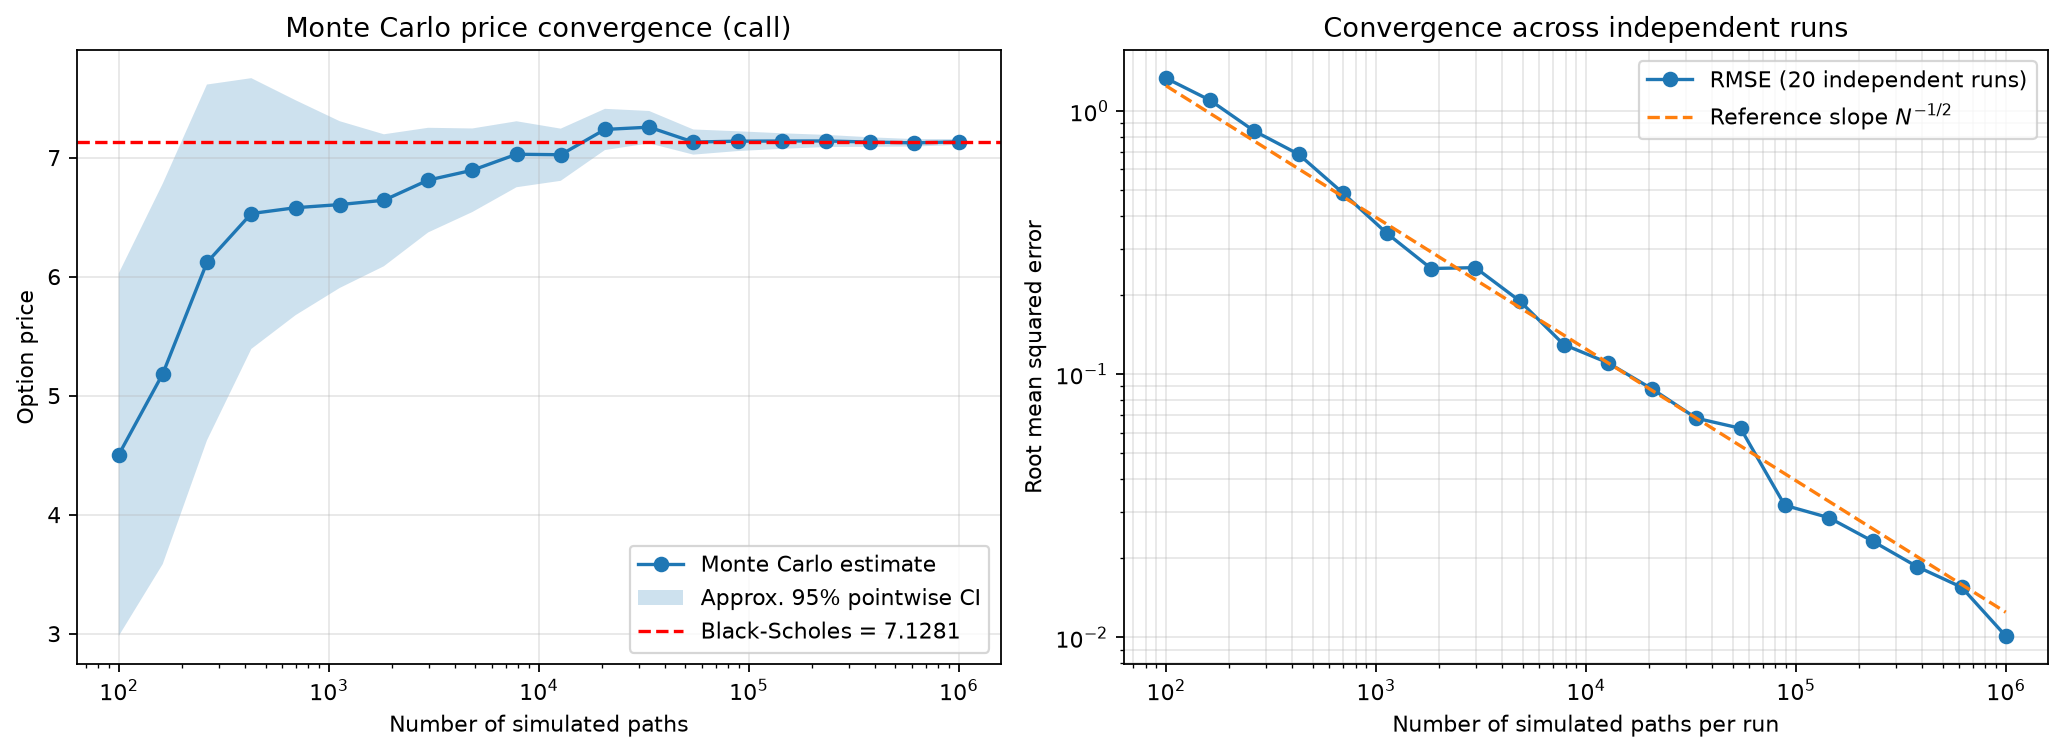 Monte Carlo price convergence (call)
Option price
7
6
5
4
3
Monte Carlo estimate
Approx. 95% pointwise CI
Black-Scholes = 7.1281
10²
10³
10⁴
10⁵
10⁶
Number of simulated paths
Convergence across independent runs
Root mean squared error
10⁰
10⁻¹
10⁻²
RMSE (20 independent runs)
Reference slope N⁻¹/²
10²
10³
10⁴
10⁵
10⁶
Number of simulated paths per run